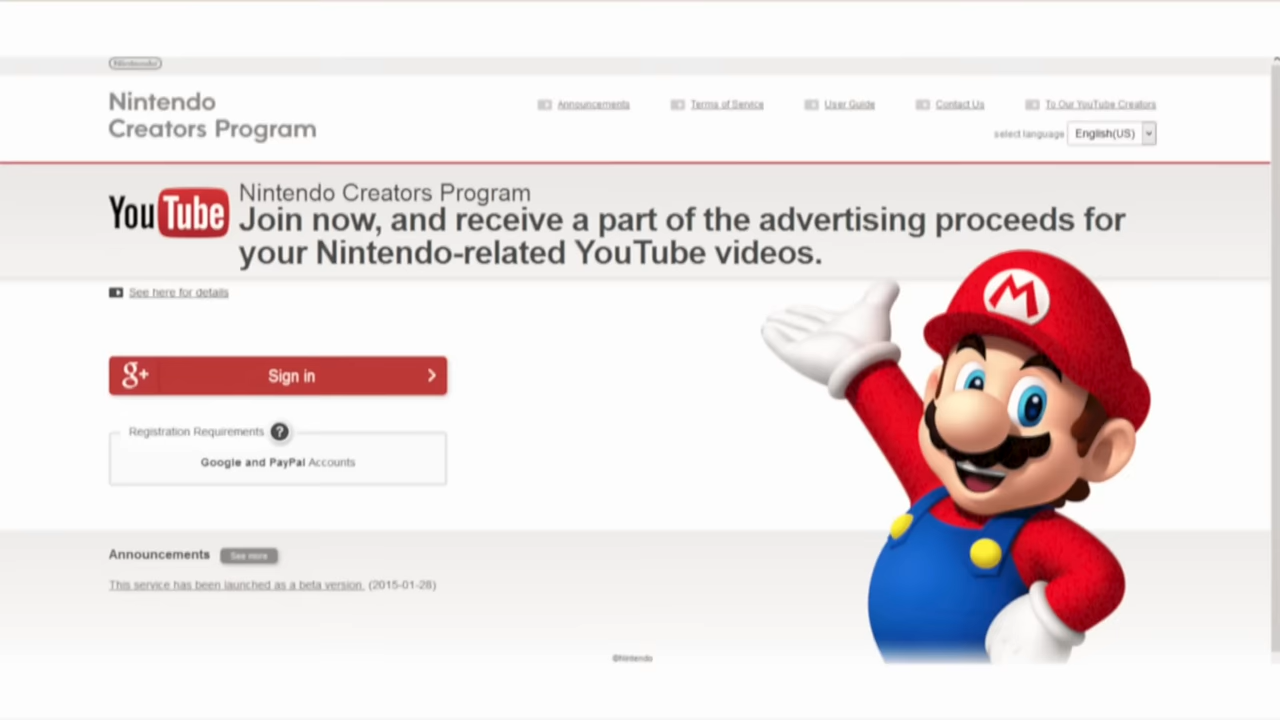 Nintendo
Nintendo
Creators Program
Announcements
Terms of Service
User Guide
Contact Us
To Our YouTube Creators
select language
English(US)
YouTube
Nintendo Creators Program
Join now, and receive a part of the advertising proceeds for
your Nintendo-related YouTube videos.
See here for details
g+
Sign in
Registration Requirements ?
Google and PayPal Accounts
M
Announcements
See more
This service has been launched as a beta version. (2015-01-28)
©Nintendo